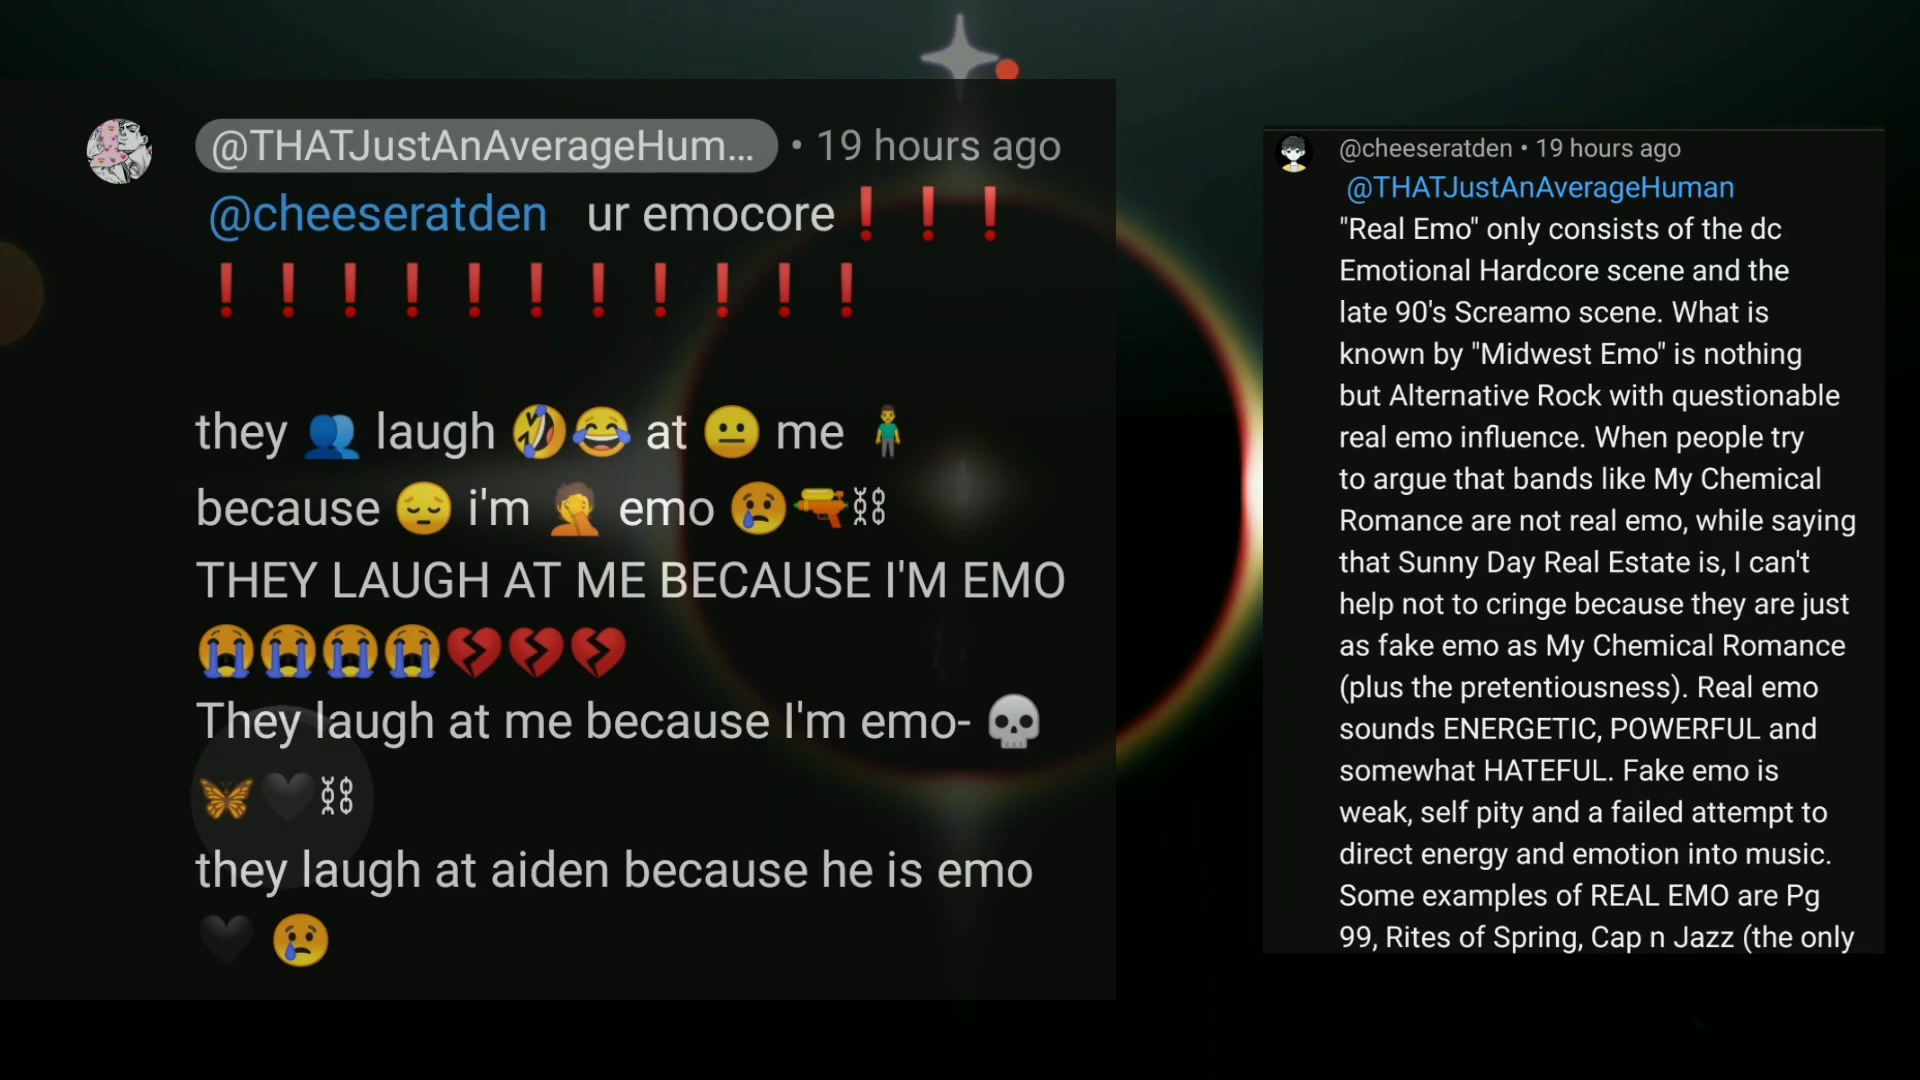 @THATJustAnAverageHum... • 19 hours ago
@cheeseratden ur emocore❗❗❗
❗❗❗❗❗❗❗❗❗❗❗
they 👥 laugh 🤣😂 at 😐 me 🧍‍♂️
because 😔 i'm 🤦 emo 😢🔫⛓
THEY LAUGH AT ME BECAUSE I'M EMO
😭😭😭😭💔💔💔
They laugh at me because I'm emo- 💀
🦋🖤⛓
they laugh at aiden because he is emo
🖤 😢
@cheeseratden • 19 hours ago
@THATJustAnAverageHuman
"Real Emo" only consists of the dc
Emotional Hardcore scene and the
late 90's Screamo scene. What is
known by "Midwest Emo" is nothing
but Alternative Rock with questionable
real emo influence. When people try
to argue that bands like My Chemical
Romance are not real emo, while saying
that Sunny Day Real Estate is, I can't
help not to cringe because they are just
as fake emo as My Chemical Romance
(plus the pretentiousness). Real emo
sounds ENERGETIC, POWERFUL and
somewhat HATEFUL. Fake emo is
weak, self pity and a failed attempt to
direct energy and emotion into music.
Some examples of REAL EMO are Pg
99, Rites of Spring, Cap n Jazz (the only